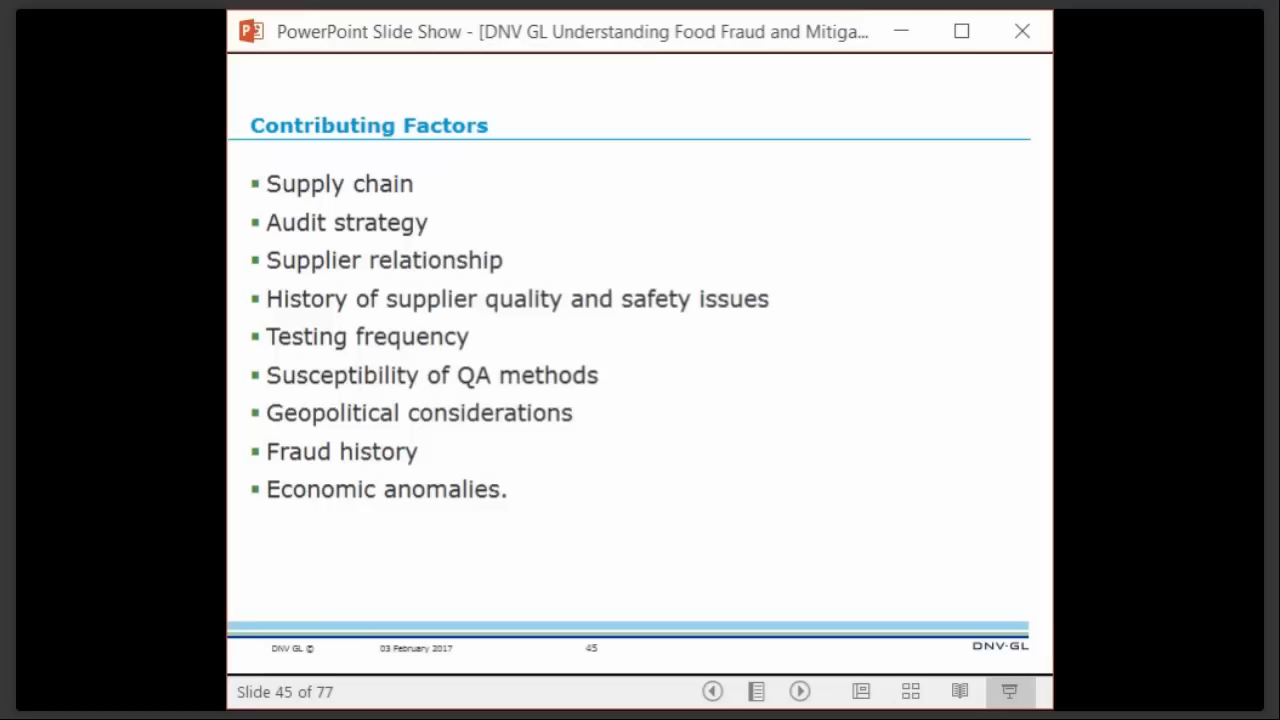 PowerPoint Slide Show - [DNV GL Understanding Food Fraud and Mitiga...
Contributing Factors
Supply chain
Audit strategy
Supplier relationship
History of supplier quality and safety issues
Testing frequency
Susceptibility of QA methods
Geopolitical considerations
Fraud history
Economic anomalies.
DNV GL © 03 February 2017 45 DNV·GL
Slide 45 of 77